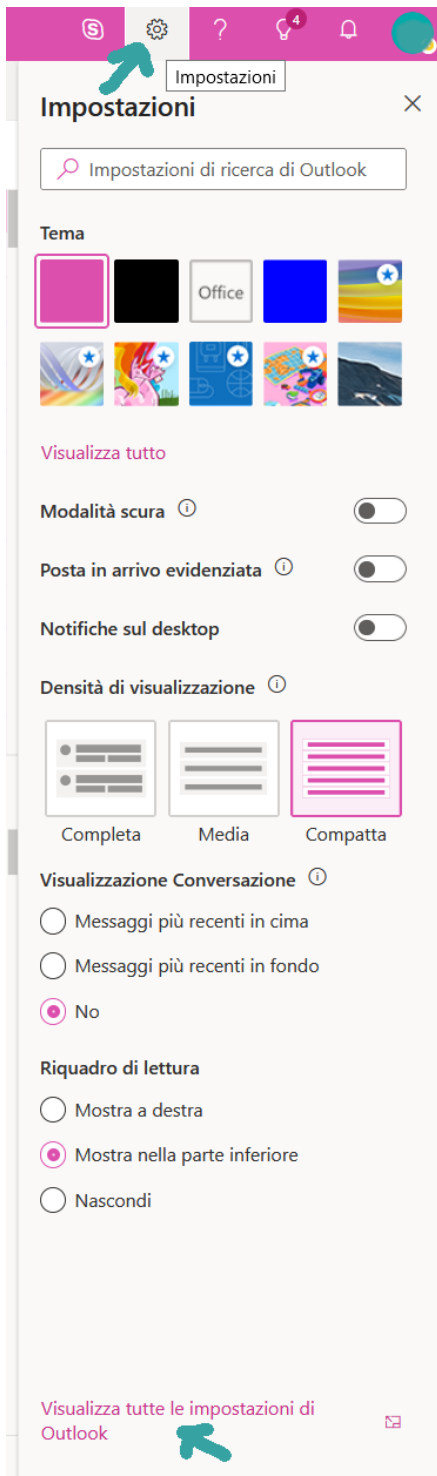 4
Impostazioni
Impostazioni
Impostazioni di ricerca di Outlook
Tema
Office
Visualizza tutto
Modalità scura
Posta in arrivo evidenziata
Notifiche sul desktop
Densità di visualizzazione
Completa Media Compatta
Visualizzazione Conversazione
Messaggi più recenti in cima
Messaggi più recenti in fondo
No
Riquadro di lettura
Mostra a destra
Mostra nella parte inferiore
Nascondi
Visualizza tutte le impostazioni di
Outlook